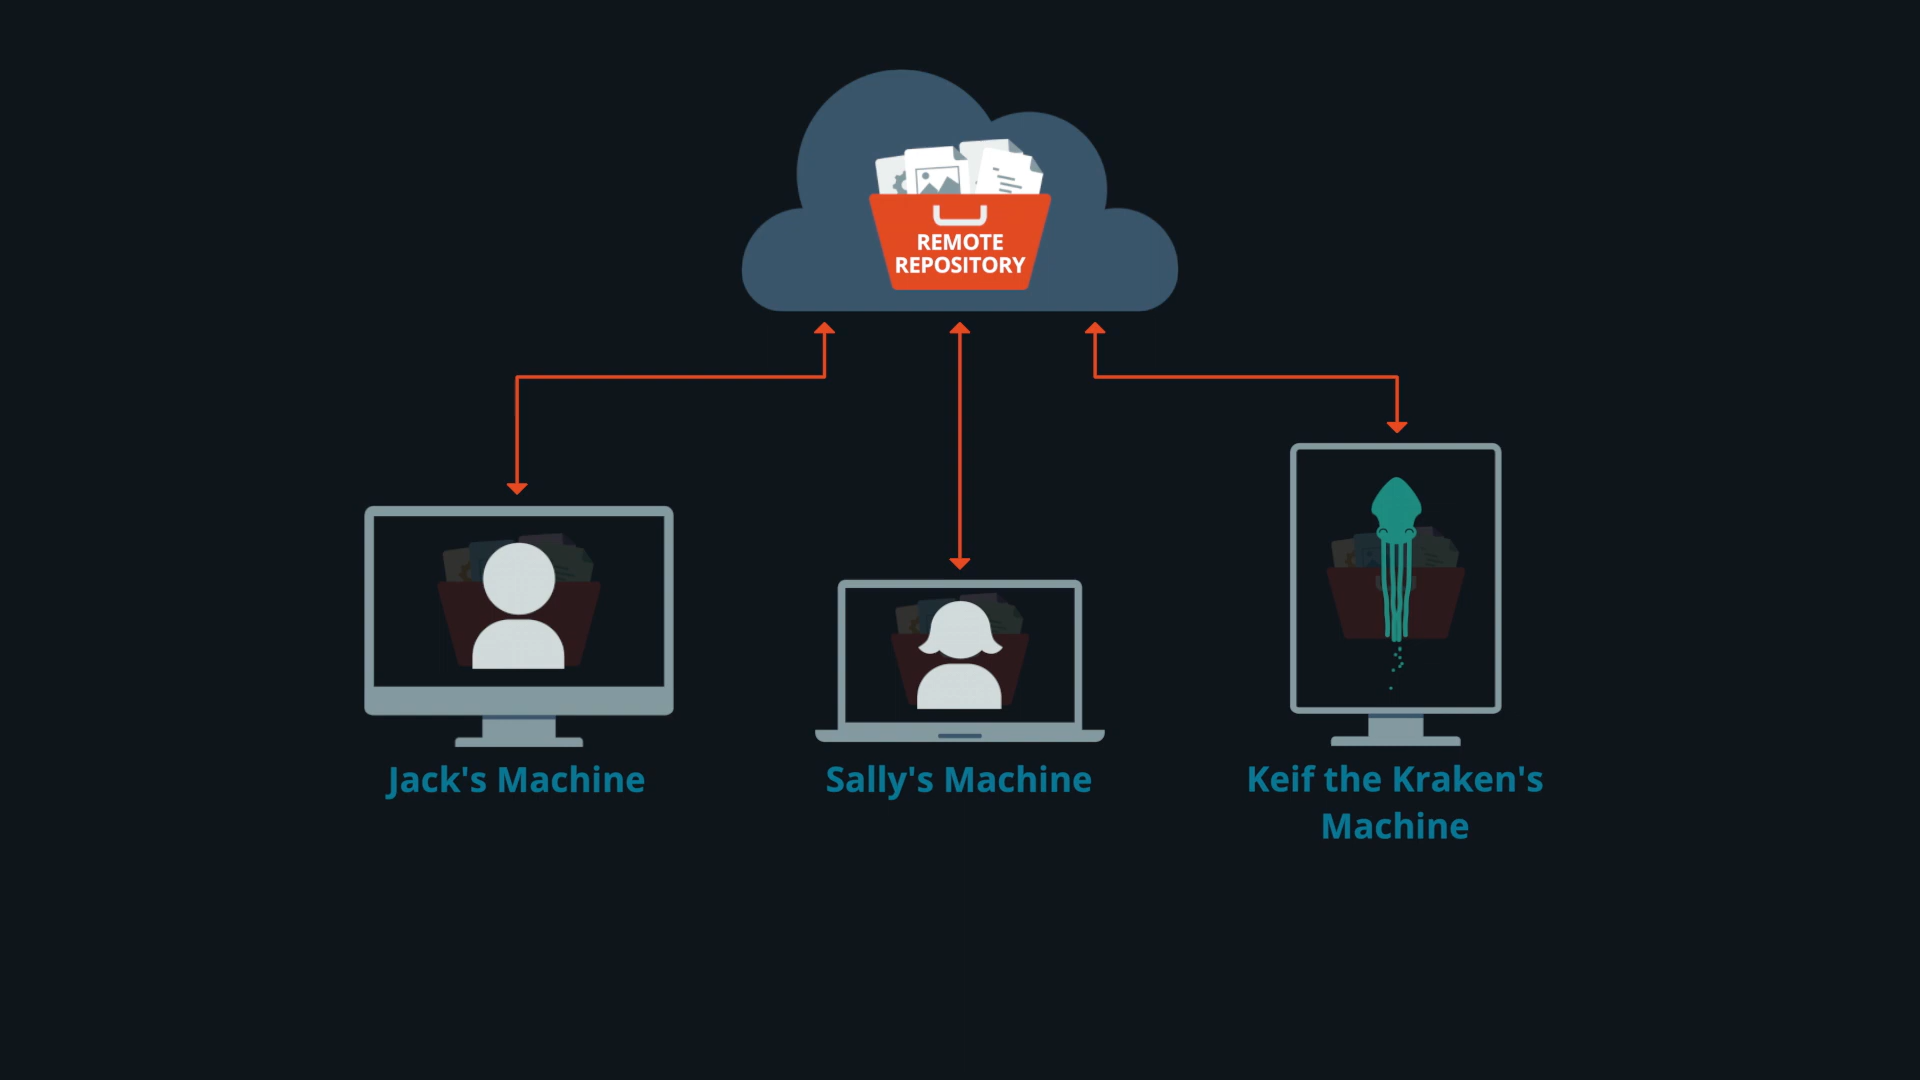 REMOTE
REPOSITORY
Jack's Machine
Sally's Machine
Keif the Kraken's
Machine